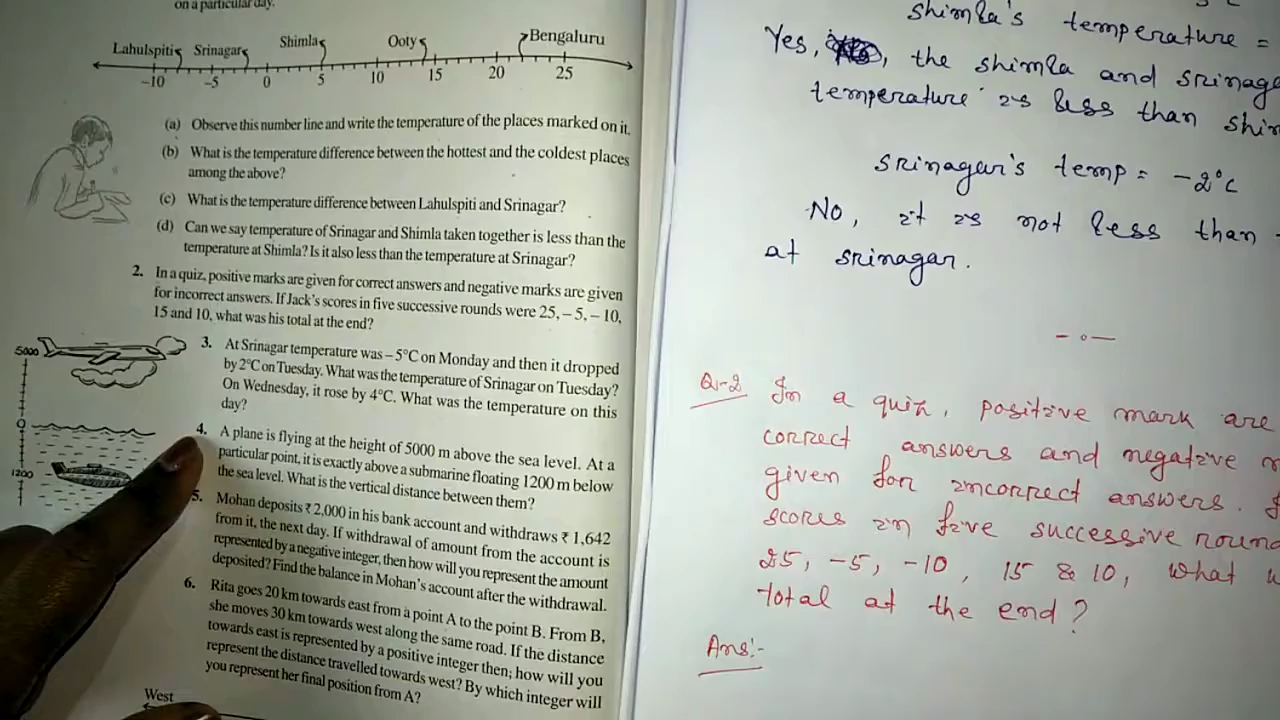 on a particular day.
Lahulspiti Srinagar Shimla Ooty Bengaluru
–10 –5 0 5 10 15 20 25
(a) Observe this number line and write the temperature of the places marked on it.
(b) What is the temperature difference between the hottest and the coldest places
among the above?
(c) What is the temperature difference between Lahulspiti and Srinagar?
(d) Can we say temperature of Srinagar and Shimla taken together is less than the
temperature at Shimla? Is it also less than the temperature at Srinagar?
2. In a quiz, positive marks are given for correct answers and negative marks are given
for incorrect answers. If Jack's scores in five successive rounds were 25, – 5, – 10,
15 and 10, what was his total at the end?
3. At Srinagar temperature was – 5°C on Monday and then it dropped
by 2°C on Tuesday. What was the temperature of Srinagar on Tuesday?
On Wednesday, it rose by 4°C. What was the temperature on this
day?
4. A plane is flying at the height of 5000 m above the sea level. At a
particular point, it is exactly above a submarine floating 1200 m below
the sea level. What is the vertical distance between them?
5. Mohan deposits ₹ 2,000 in his bank account and withdraws ₹ 1,642
from it, the next day. If withdrawal of amount from the account is
represented by a negative integer, then how will you represent the amount
deposited? Find the balance in Mohan's account after the withdrawal.
6. Rita goes 20 km towards east from a point A to the point B. From B,
she moves 30 km towards west along the same road. If the distance
towards east is represented by a positive integer then, how will you
represent the distance travelled towards west? By which integer will
you represent her final position from A?
West
5000
0
1200
shimla's temperature =
Yes, the shimla and srinaga
temperature is less than shim
srinagar's temp = -2°c
No, it is not less than
at srinagar.
Q-2 In a quiz, positive mark are
correct answers and negative m
given for incorrect answers.
scores in five successive roun
25, -5, -10, 15 & 10, what w
total at the end?
Ans:-